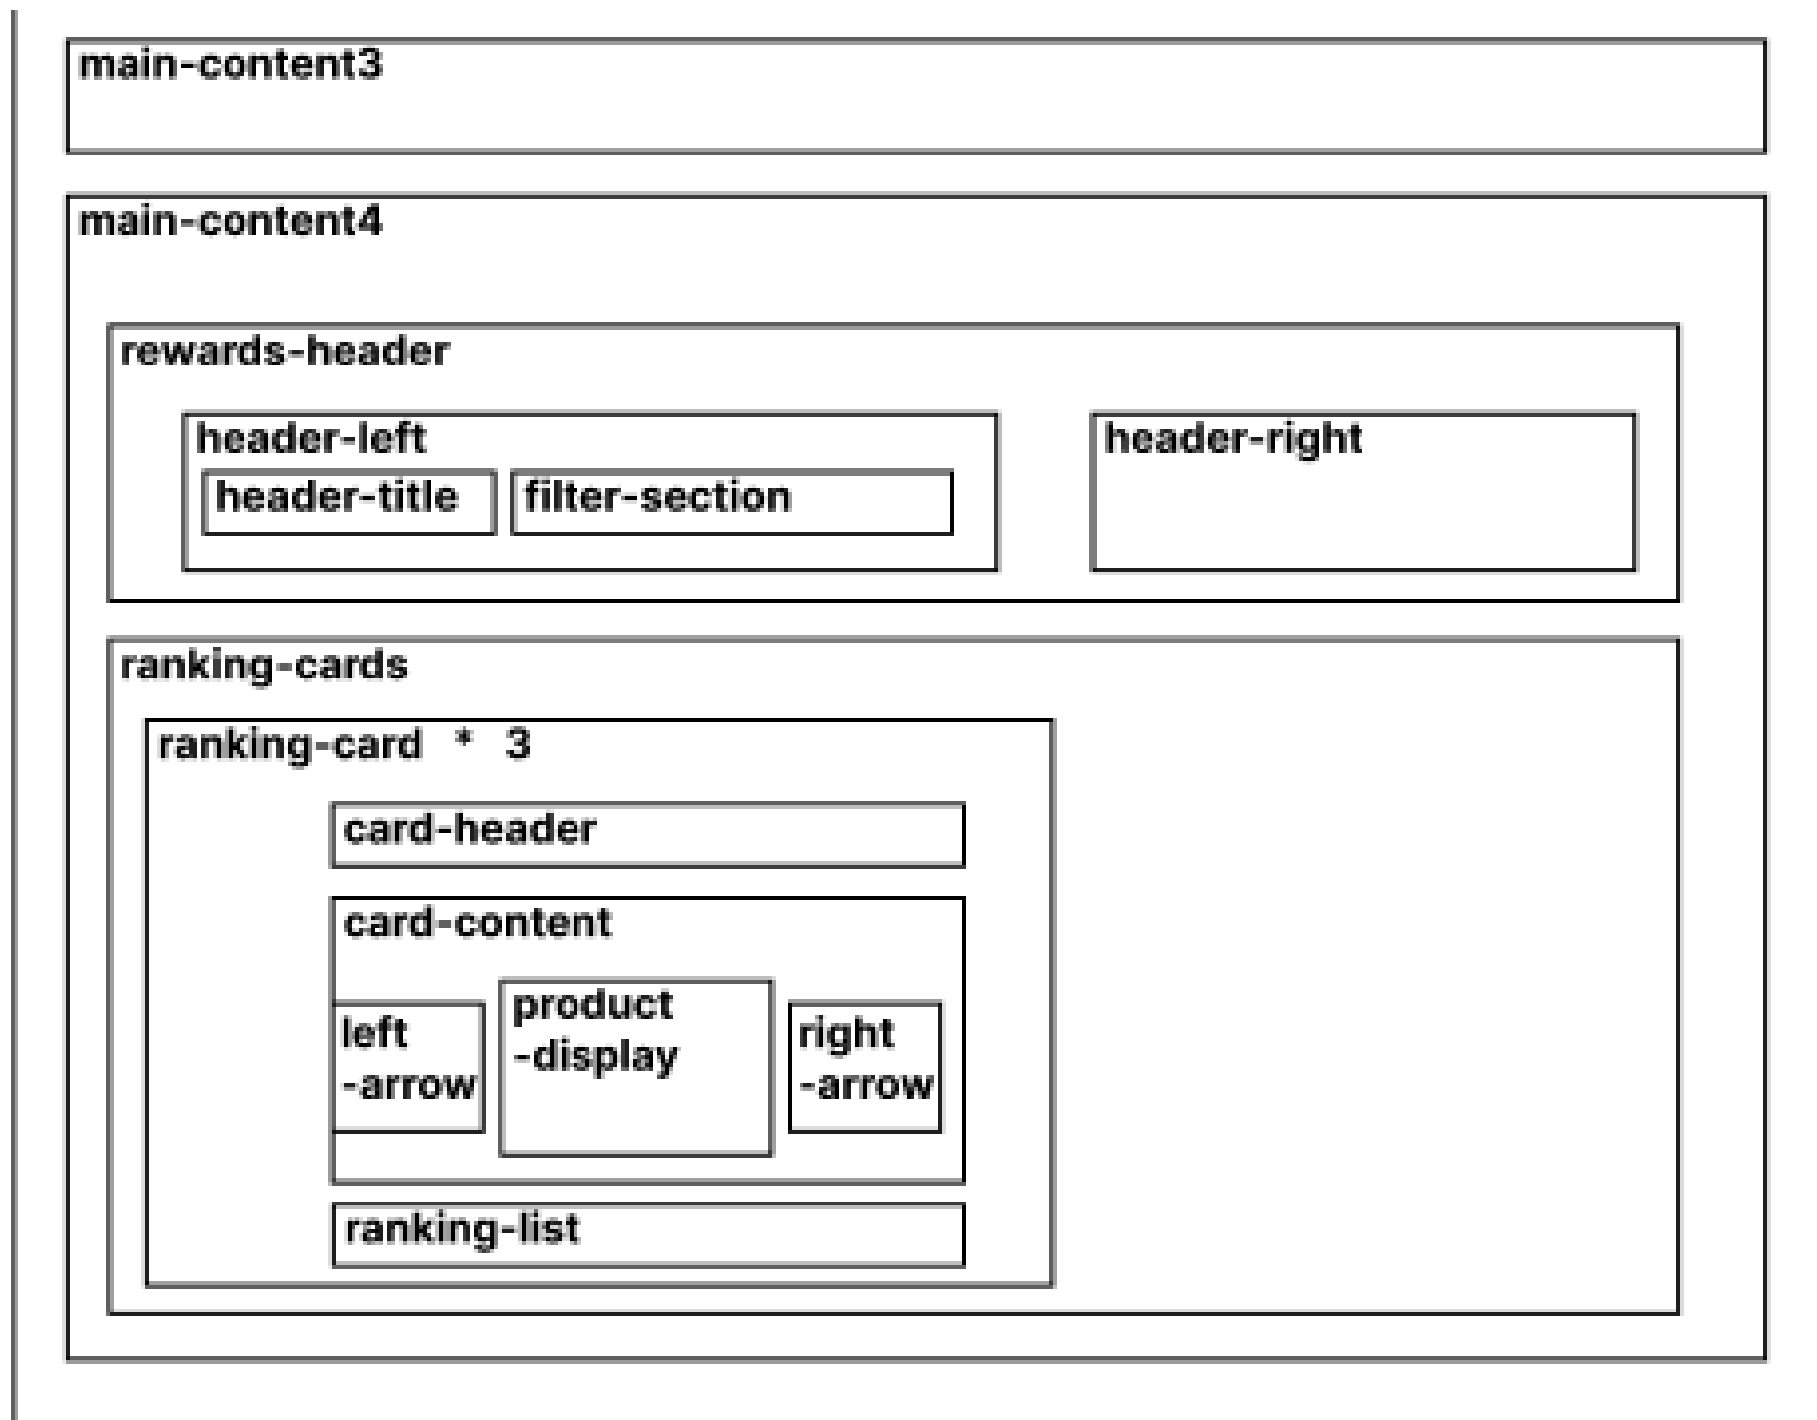 main-content3
main-content4
rewards-header
header-left
header-title
filter-section
header-right
ranking-cards
ranking-card * 3
card-header
card-content
left
-arrow
product
-display
right
-arrow
ranking-list